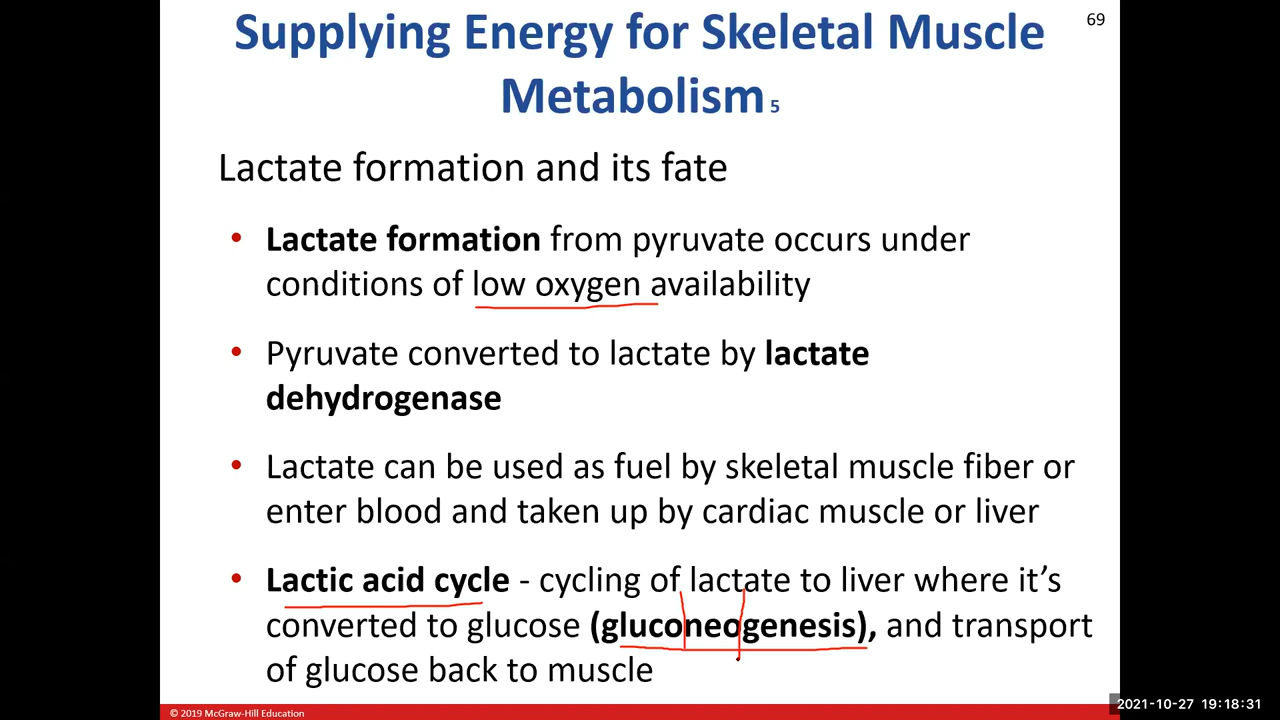 Supplying Energy for Skeletal Muscle
69
Metabolism 5
Lactate formation and its fate
• Lactate formation from pyruvate occurs under
conditions of low oxygen availability
• Pyruvate converted to lactate by lactate
dehydrogenase
• Lactate can be used as fuel by skeletal muscle fiber or
enter blood and taken up by cardiac muscle or liver
• Lactic acid cycle - cycling of lactate to liver where it’s
converted to glucose (gluconeogenesis), and transport
of glucose back to muscle
© 2019 McGraw-Hill Education
2021-10-27 19:18:31